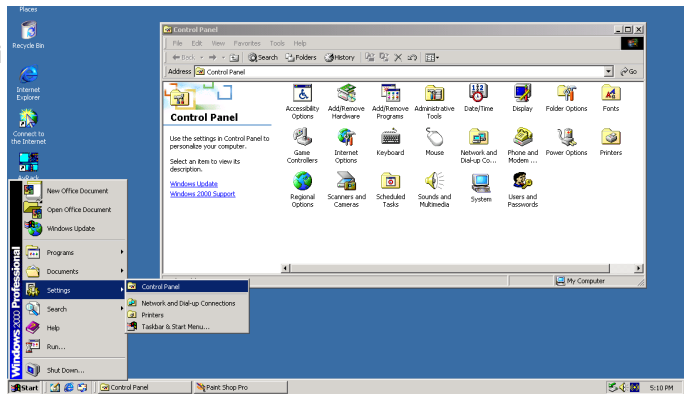 Places
Recycle Bin
Internet
Explorer
Connect to
the Internet
Control Panel
File Edit View Favorites Tools Help
Back Search Folders History
Address Control Panel Go
Control Panel
Use the settings in Control Panel to
personalize your computer.
Select an item to view its
description.
Windows Update
Windows 2000 Support
Accessibility
Options
Add/Remove
Hardware
Add/Remove
Programs
Administrative
Tools
Date/Time
Display
Folder Options
Fonts
Game
Controllers
Internet
Options
Keyboard
Mouse
Network and
Dial-up Co...
Phone and
Modem ...
Power Options
Printers
Regional
Options
Scanners and
Cameras
Scheduled
Tasks
Sounds and
Multimedia
System
Users and
Passwords
My Computer
Windows 2000 Professional
New Office Document
Open Office Document
Windows Update
Programs
Documents
Settings
Search
Help
Run...
Shut Down...
Control Panel
Network and Dial-up Connections
Printers
Taskbar & Start Menu...
Start Control Panel Paint Shop Pro 5:10 PM